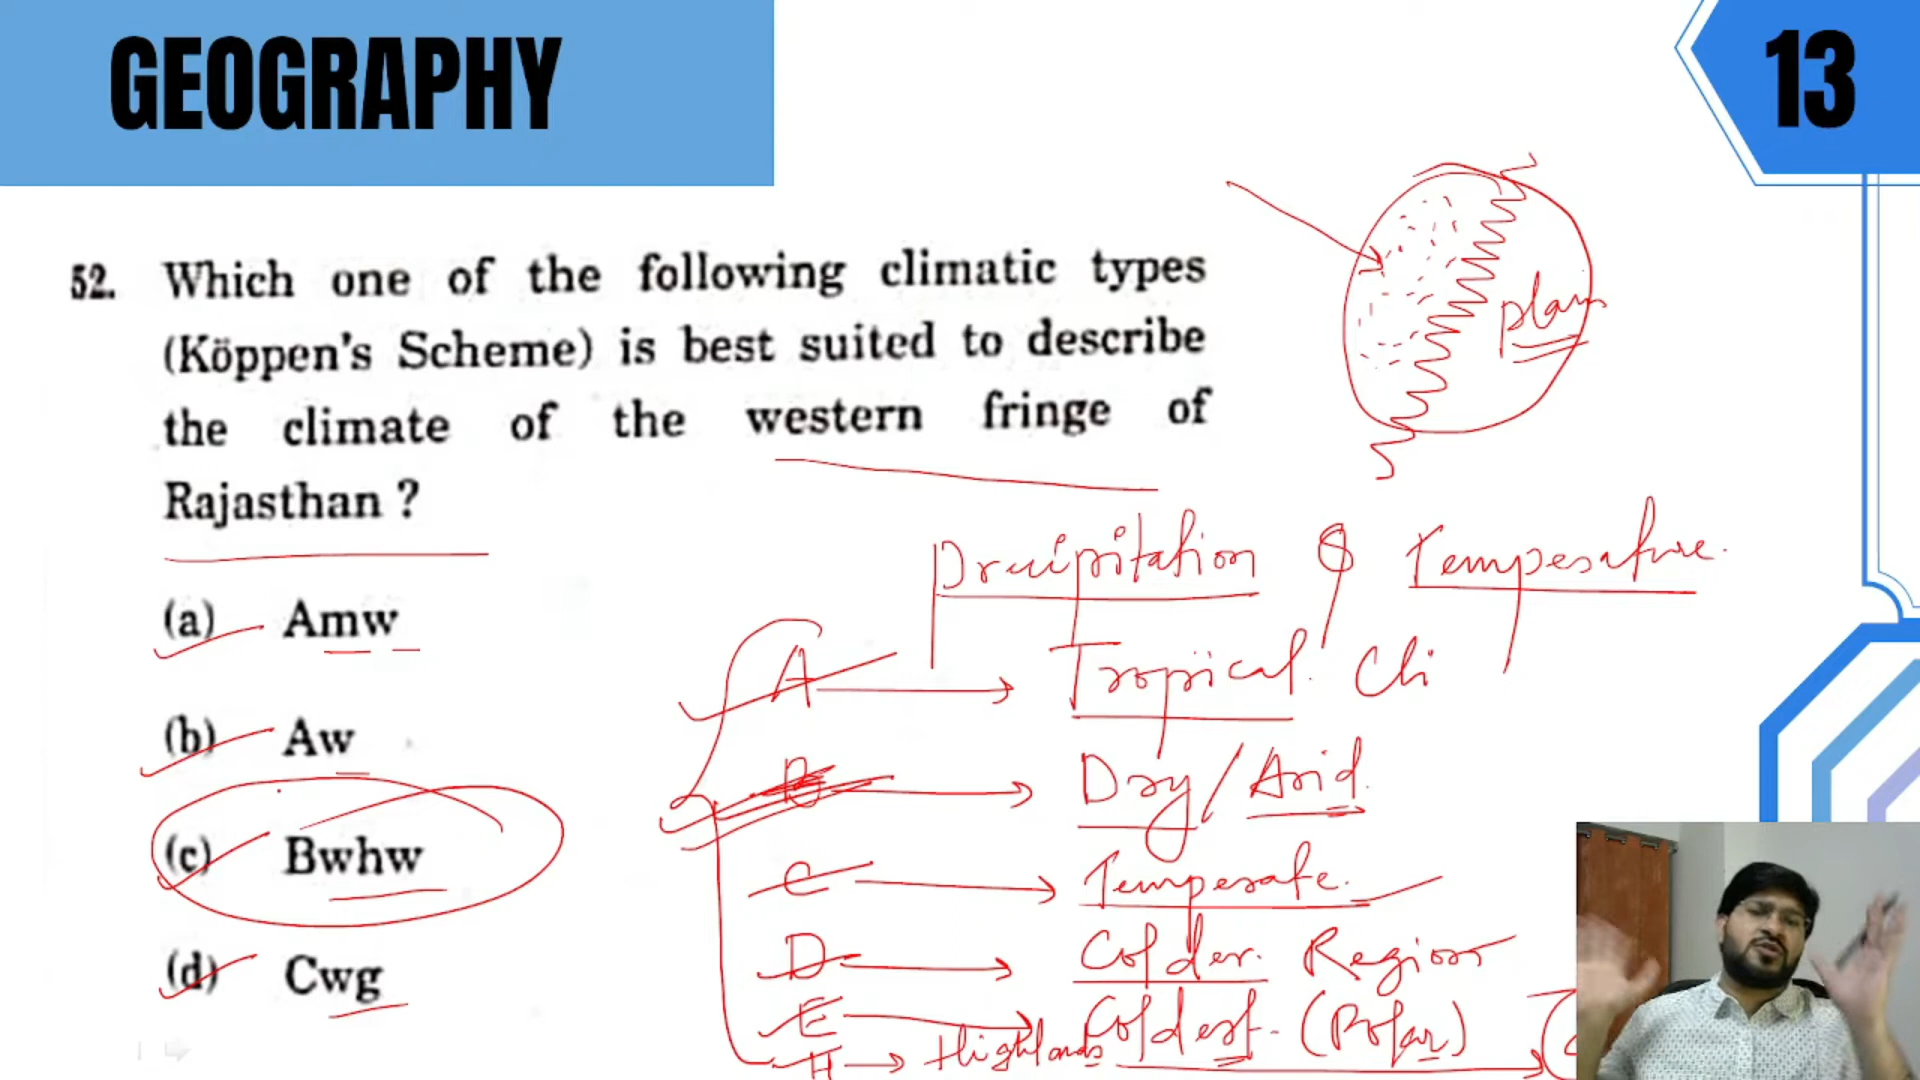 GEOGRAPHY
13
52. Which one of the following climatic types
(Köppen's Scheme) is best suited to describe
the climate of the western fringe of
Rajasthan ?
(a) Amw
(b) Aw
(c) Bwhw
(d) Cwg
plain
Precipitation & Temperature.
A → Tropical Cli
B → Dry / Arid.
C → Temperate.
D → Colder Region
E → Coldest (Polar)
H → Highlands